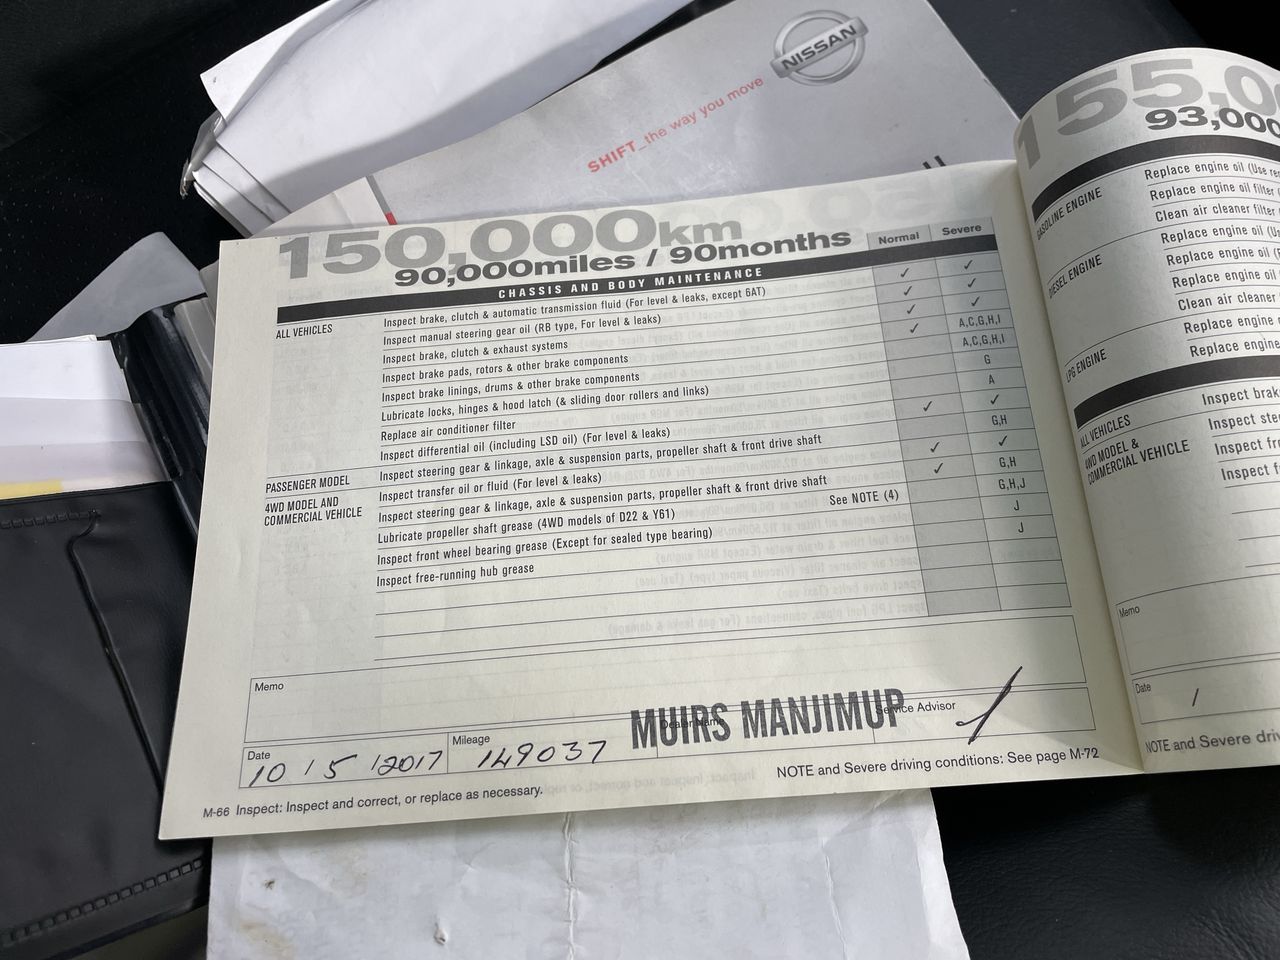 NISSAN
SHIFT_the way you move
150,000km
90,000miles / 90months
Normal Severe
CHASSIS AND BODY MAINTENANCE
ALL VEHICLES
Inspect brake, clutch & automatic transmission fluid (For level & leaks, except 6AT) ✓ ✓
Inspect manual steering gear oil (RB type, For level & leaks) ✓ ✓
Inspect brake, clutch & exhaust systems ✓ ✓
Inspect brake pads, rotors & other brake components ✓ A,C,G,H,I
Inspect brake linings, drums & other brake components A,C,G,H,I
Lubricate locks, hinges & hood latch (& sliding door rollers and links) G
Replace air conditioner filter A
Inspect differential oil (including LSD oil) (For level & leaks) ✓ ✓
PASSENGER MODEL
Inspect steering gear & linkage, axle & suspension parts, propeller shaft & front drive shaft G,H
4WD MODEL AND
COMMERCIAL VEHICLE
Inspect transfer oil or fluid (For level & leaks) ✓ ✓
Inspect steering gear & linkage, axle & suspension parts, propeller shaft & front drive shaft ✓ G,H
Lubricate propeller shaft grease (4WD models of D22 & Y61) See NOTE (4) G,H,J
Inspect front wheel bearing grease (Except for sealed type bearing) J
Inspect free-running hub grease J
Memo
Date
10 / 5 / 2017
Mileage
149037
Dealer Name
MUIRS MANJIMUP
Service Advisor
M-66 Inspect: Inspect and correct, or replace as necessary.
NOTE and Severe driving conditions: See page M-72
155,0
93,000
GASOLINE ENGINE
Replace engine oil (Use re
Replace engine oil filter (
Clean air cleaner filter
DIESEL ENGINE
Replace engine oil (Us
Replace engine oil (
Replace engine oil
Clean air cleaner
LPG ENGINE
Replace engine
Replace engine
ALL VEHICLES
Inspect brak
4WD MODEL &
COMMERCIAL VEHICLE
Inspect ste
Inspect fr
Inspect f
Memo
Date
/
NOTE and Severe driv